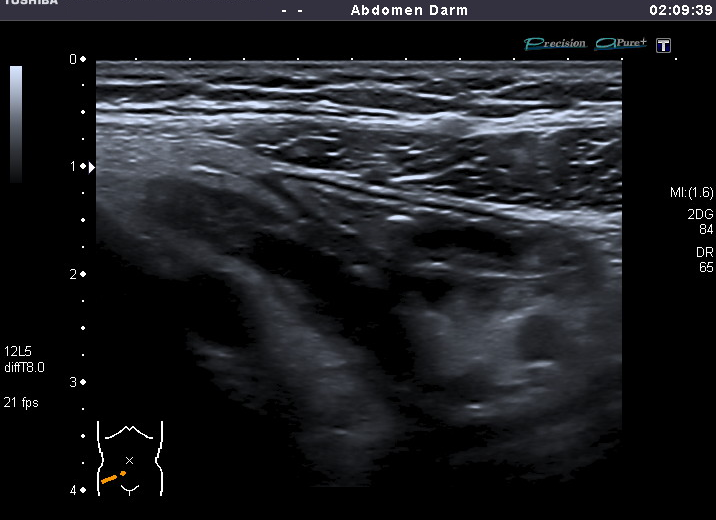 TOSHIBA
- - Abdomen Darm 02:09:39
Precision APure+ T
0
1
2
3
4
MI:(1.6)
2DG
84
DR
65
12L5
diffT8.0
21 fps